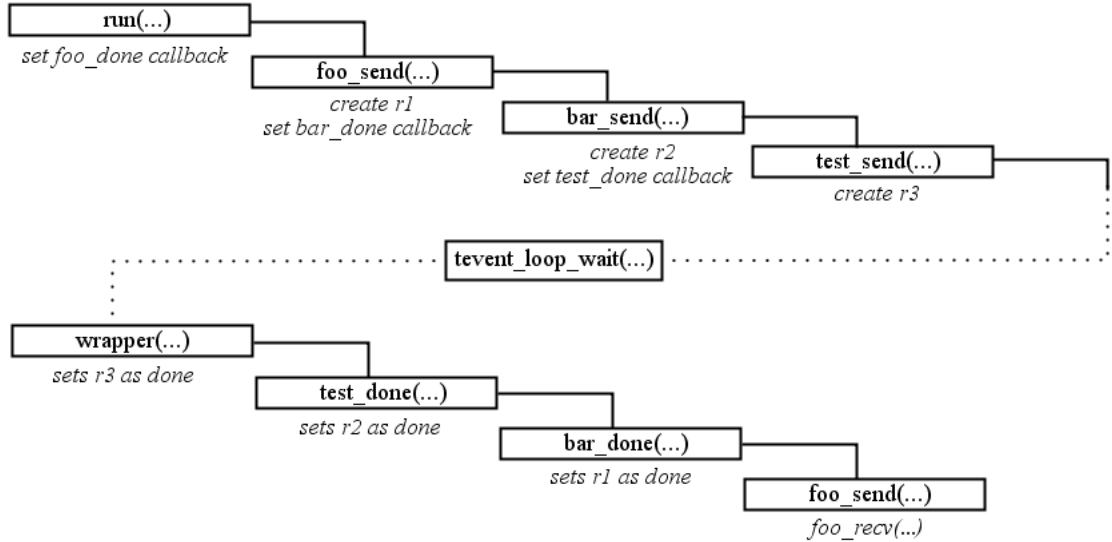 run(...)
set foo_done callback
foo_send(...)
create r1
set bar_done callback
bar_send(...)
create r2
set test_done callback
test_send(...)
create r3
tevent_loop_wait(...)
wrapper(...)
sets r3 as done
test_done(...)
sets r2 as done
bar_done(...)
sets r1 as done
foo_send(...)
foo_recv(...)